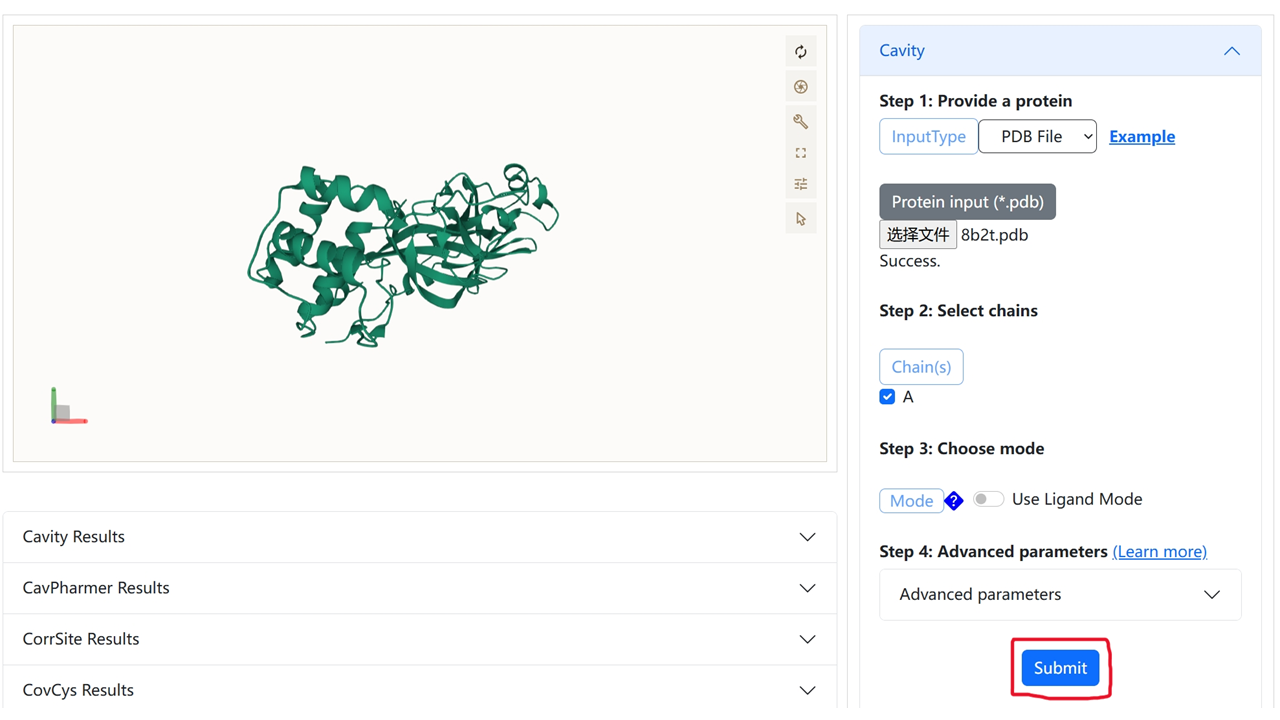 Cavity
Step 1: Provide a protein
InputType PDB File Example
Protein input (*.pdb)
选择文件 8b2t.pdb
Success.
Step 2: Select chains
Chain(s)
A
Step 3: Choose mode
Mode ? Use Ligand Mode
Step 4: Advanced parameters (Learn more)
Advanced parameters
Submit
Cavity Results
CavPharmer Results
CorrSite Results
CovCys Results